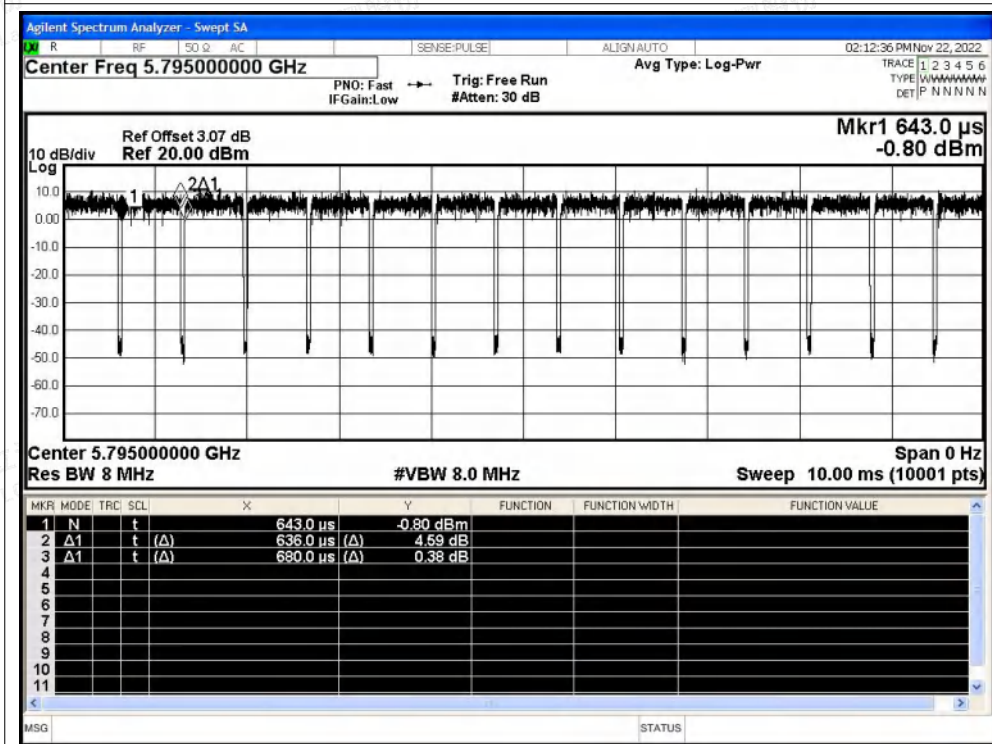 Agilent Spectrum Analyzer - Swept SA
LXI R RF 50 Ω AC SENSE:PULSE ALIGN AUTO 02:12:36 PM Nov 22, 2022
Center Freq 5.795000000 GHz Avg Type: Log-Pwr TRACE 1 2 3 4 5 6
PNO: Fast Trig: Free Run TYPE W
IFGain:Low #Atten: 30 dB DET P N N N N N
Mkr1 643.0 µs
Ref Offset 3.07 dB -0.80 dBm
10 dB/div Ref 20.00 dBm
Log
10.0
1 2Δ1
0.00
-10.0
-20.0
-30.0
-40.0
-50.0
-60.0
-70.0
Center 5.795000000 GHz Span 0 Hz
Res BW 8 MHz #VBW 8.0 MHz Sweep 10.00 ms (10001 pts)
MKR MODE TRC SCL X Y FUNCTION FUNCTION WIDTH FUNCTION VALUE
1 N t 643.0 µs -0.80 dBm
2 Δ1 t (Δ) 636.0 µs (Δ) 4.59 dB
3 Δ1 t (Δ) 680.0 µs (Δ) 0.38 dB
4
5
6
7
8
9
10
11
MSG STATUS